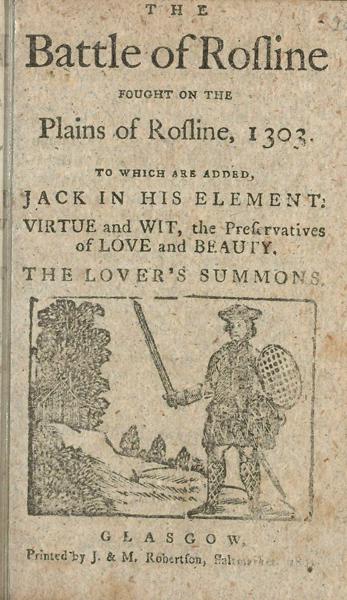 THE
Battle of Roſline
FOUGHT ON THE
Plains of Roſline, 1303.
TO WHICH ARE ADDED,
JACK IN HIS ELEMENT:
VIRTUE and WIT, the Preſervatives
of LOVE and BEAUTY.
THE LOVER'S SUMMONS.
GLASGOW,
Printed by J. & M. Robertſon, Saltmarket,